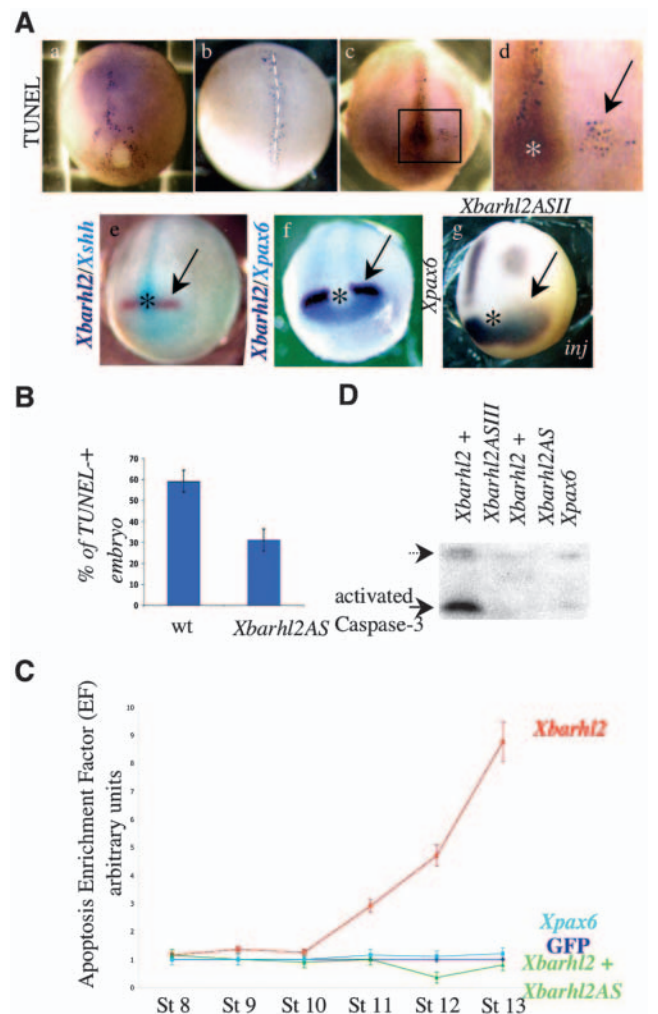 A
a
b
c
d
TUNEL
Xbarhl2ASII
e
f
g
Xbarhl2/Xshh
Xbarhl2/Xpax6
Xpax6
*
*
*
*
inj
B
% of TUNEL-+
embryo
70
60
50
40
30
20
10
0
wt
Xbarhl2AS
D
Xbarhl2 +
Xbarhl2ASIII
Xbarhl2 +
Xbarhl2AS
Xpax6
activated
Caspase-3
C
Apoptosis Enrichment Factor (EF)
arbitrary units
10
9
8
7
6
5
4
3
2
1
0
Xbarhl2
Xpax6
GFP
Xbarhl2 +
Xbarhl2AS
St 8
St 9
St 10
St 11
St 12
St 13